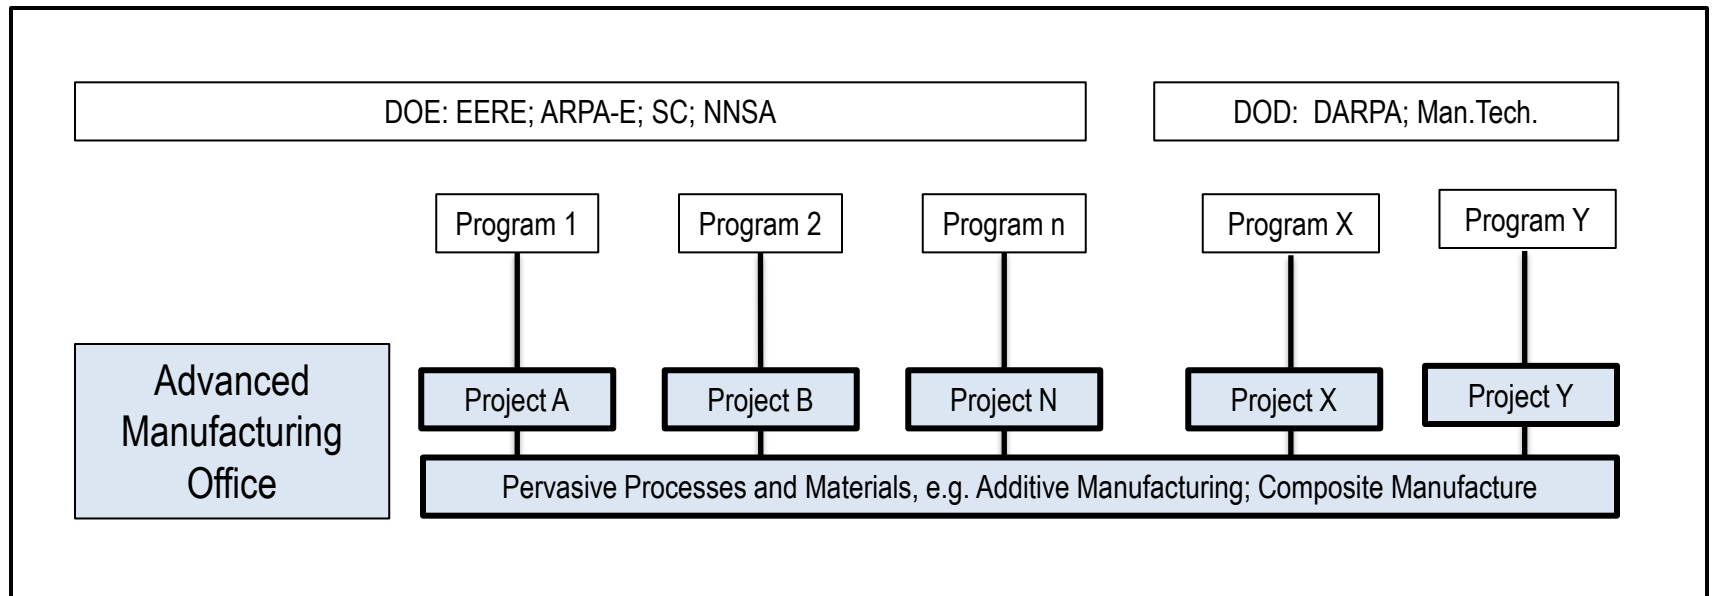 DOE: EERE; ARPA-E; SC; NNSA
DOD:  DARPA; Man.Tech.
Program 1
Program 2
Program n
Program X
Program Y
Advanced
Manufacturing
Office
Project A
Project B
Project N
Project X
Project Y
Pervasive Processes and Materials, e.g. Additive Manufacturing; Composite Manufacture